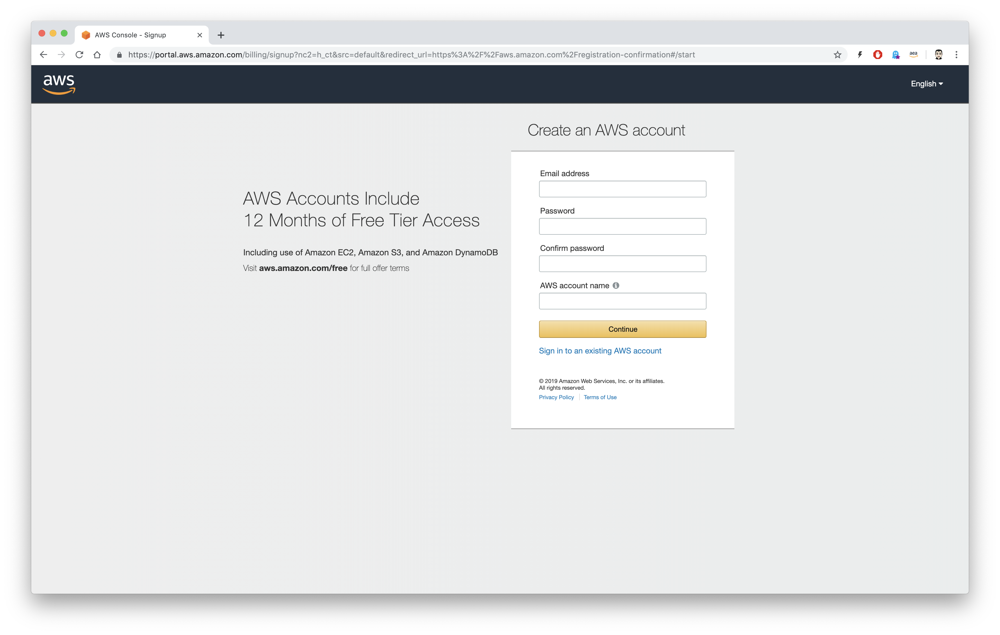 AWS Console - Signup
https://portal.aws.amazon.com/billing/signup?nc2=h_ct&src=default&redirect_url=https%3A%2F%2Faws.amazon.com%2Fregistration-confirmation#/start
aea
aws
English
Create an AWS account
AWS Accounts Include
12 Months of Free Tier Access
Including use of Amazon EC2, Amazon S3, and Amazon DynamoDB
Visit aws.amazon.com/free for full offer terms
Email address
Password
Confirm password
AWS account name
Continue
Sign in to an existing AWS account
© 2019 Amazon Web Services, Inc. or its affiliates.
All rights reserved.
Privacy Policy | Terms of Use